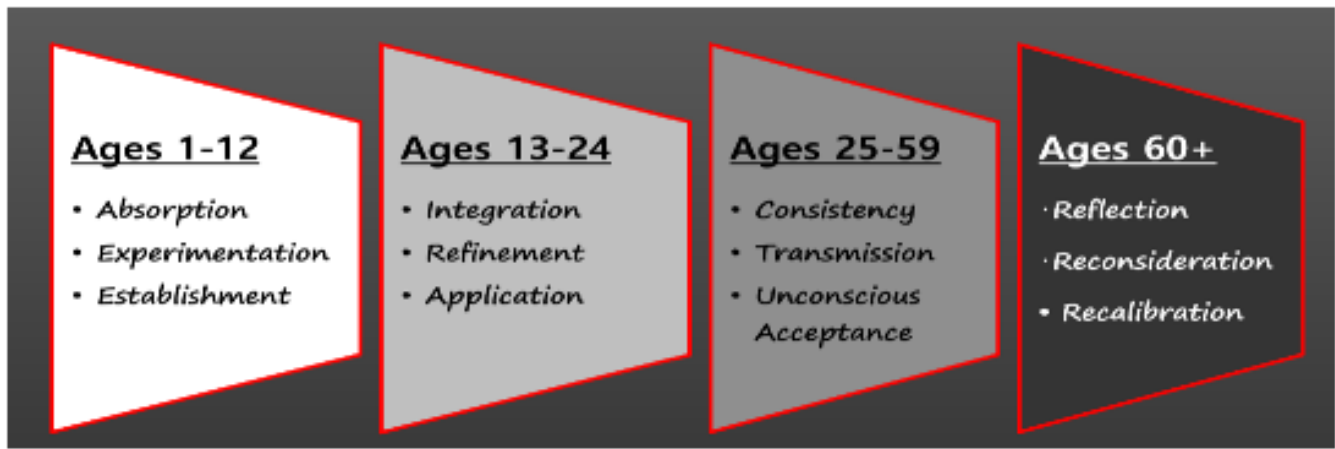 Ages 1-12
• Absorption
• Experimentation
• Establishment
Ages 13-24
• Integration
• Refinement
• Application
Ages 25-59
• Consistency
• Transmission
• Unconscious
Acceptance
Ages 60+
·Reflection
·Reconsideration
• Recalibration